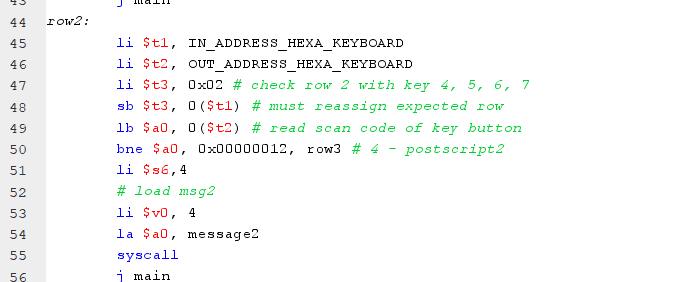 43 j main
44 row2:
45 li $t1, IN_ADDRESS_HEXA_KEYBOARD
46 li $t2, OUT_ADDRESS_HEXA_KEYBOARD
47 li $t3, 0x02 # check row 2 with key 4, 5, 6, 7
48 sb $t3, 0($t1) # must reassign expected row
49 lb $a0, 0($t2) # read scan code of key button
50 bne $a0, 0x00000012, row3 # 4 - postscript2
51 li $s6,4
52 # load msg2
53 li $v0, 4
54 la $a0, message2
55 syscall
56 j main